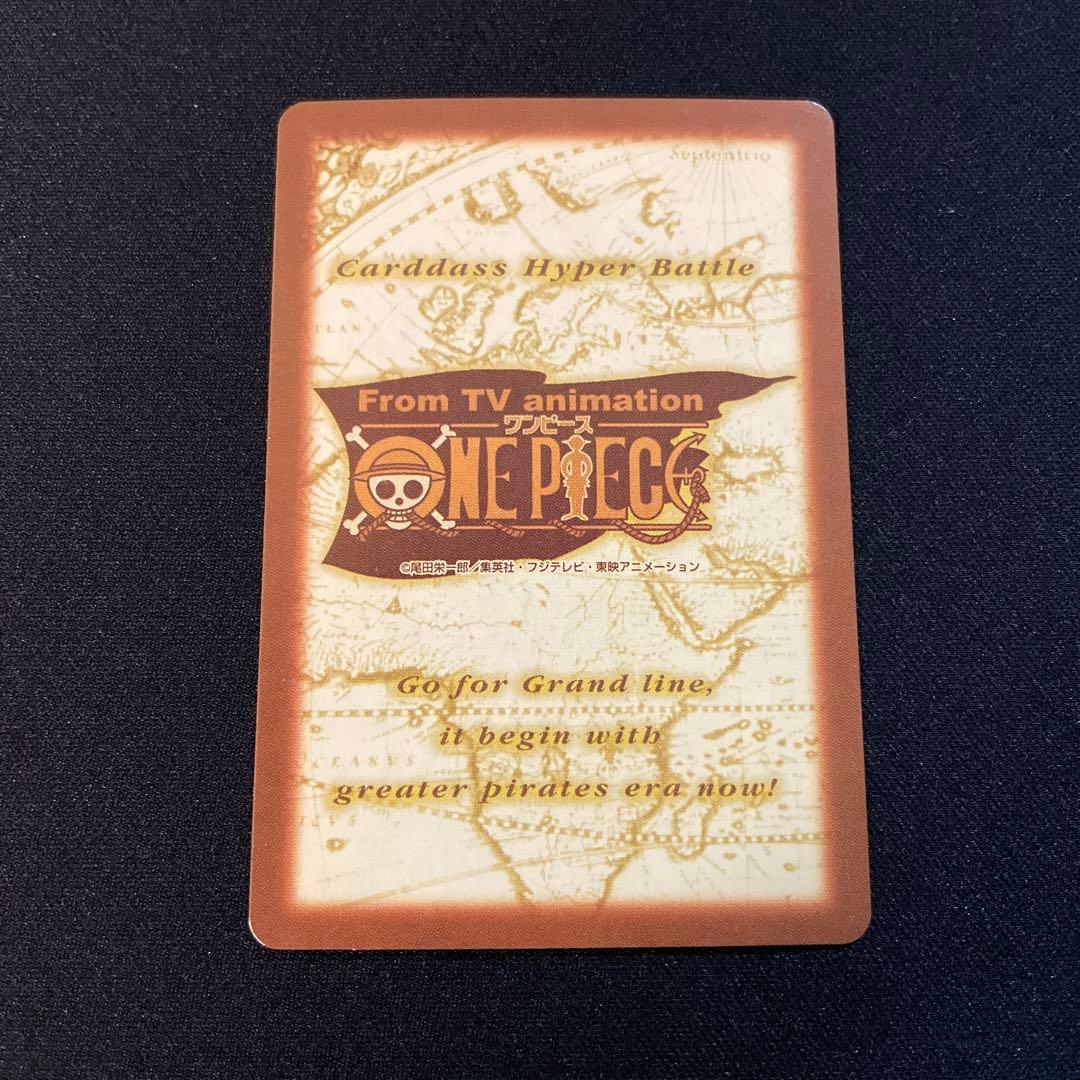 Septentrio
Carddass Hyper Battle
TLAN
From TV animation
ワンピース
ONE PIECE
©尾田栄一郎／集英社・フジテレビ・東映アニメーション
Go for Grand line,
it begin with
CEANSVS
greater pirates era now!